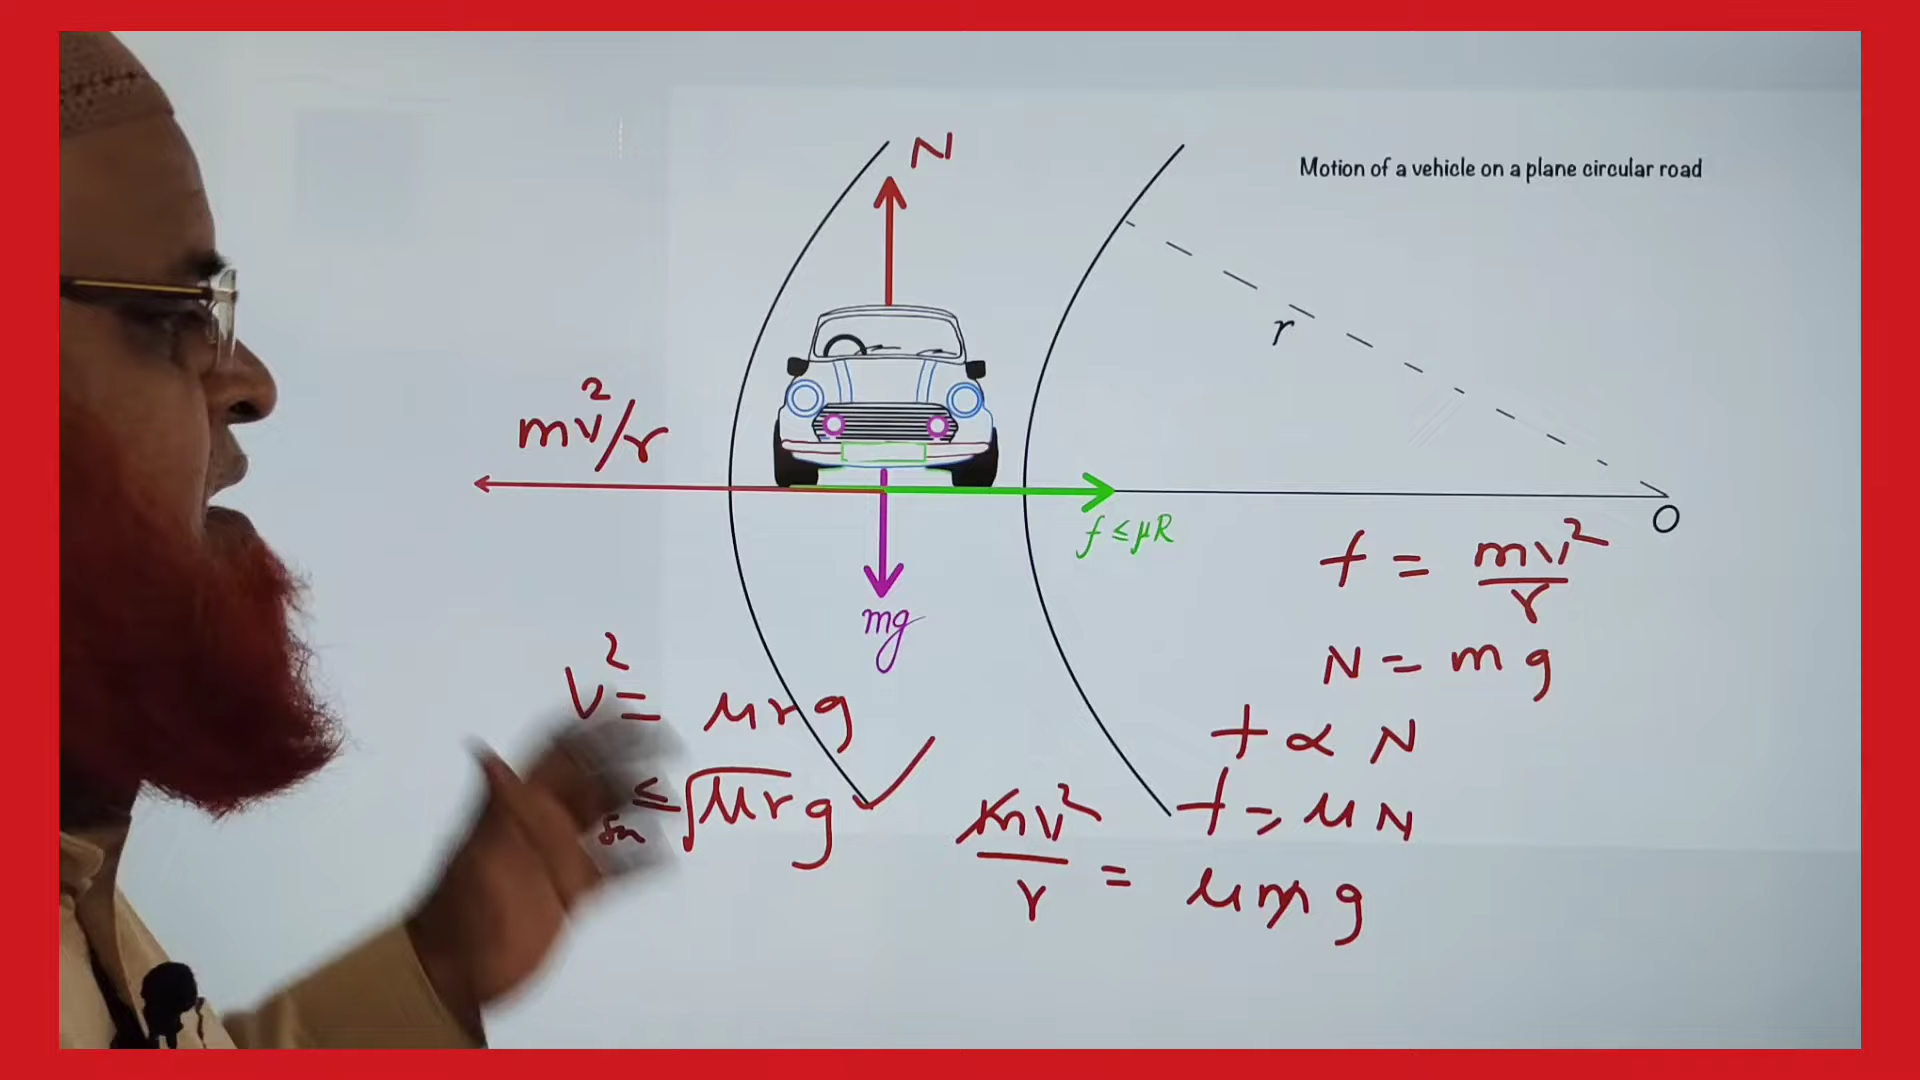 Motion of a vehicle on a plane circular road
N
r
mv²/r
f ≤ μR
O
mg
f = mv²/r
N = mg
f ∝ N
f = μN
mv²/r = μmg
v² = μrg
≤ √μrg